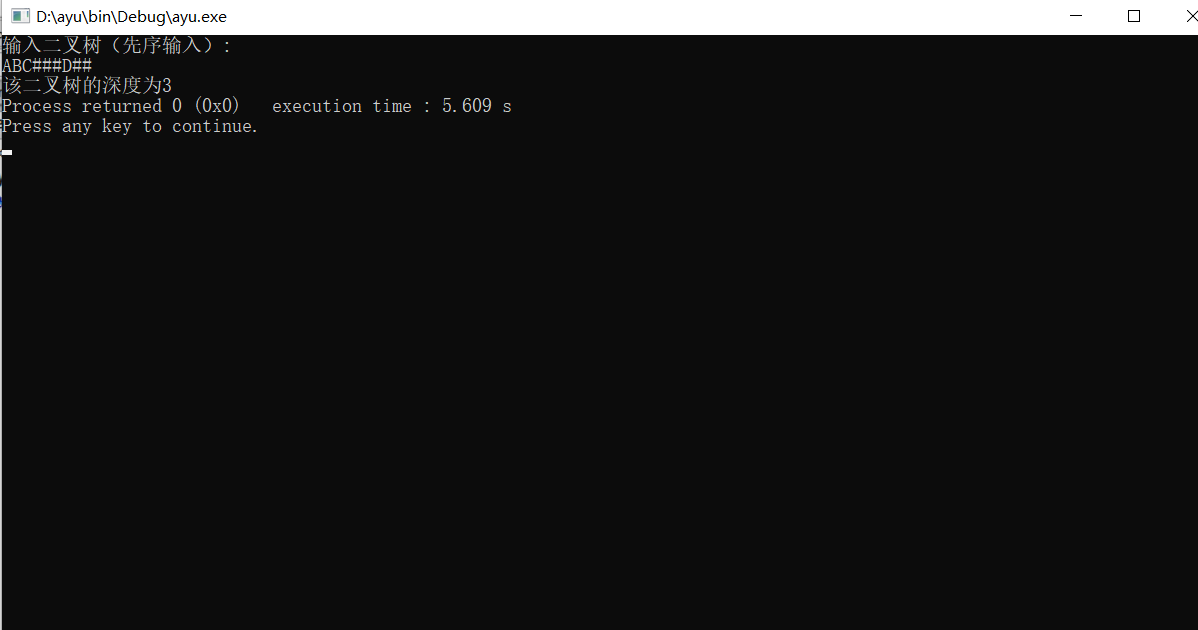 D:\ayu\bin\Debug\ayu.exe
输入二叉树（先序输入）:
ABC###D##
该二叉树的深度为3
Process returned 0 (0x0)   execution time : 5.609 s
Press any key to continue.